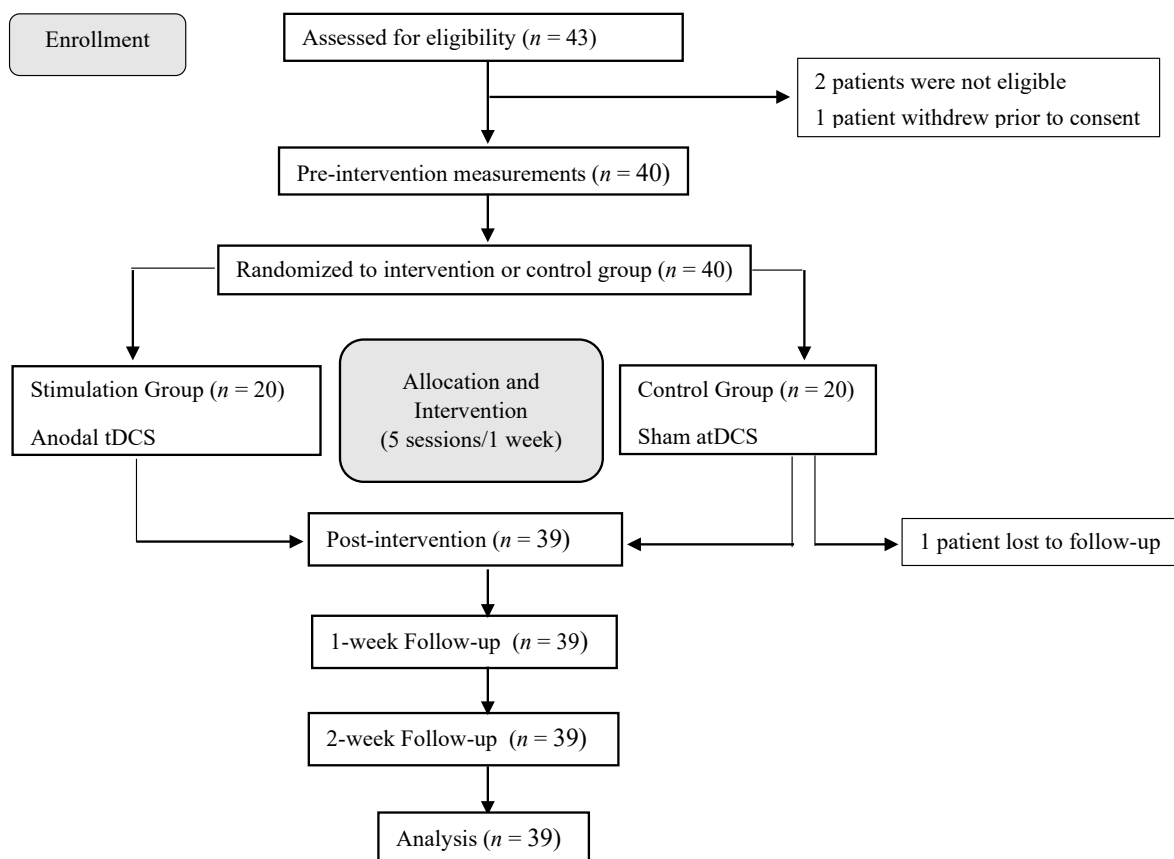 Enrollment
Assessed for eligibility (n = 43)
2 patients were not eligible
1 patient withdrew prior to consent
Pre-intervention measurements (n = 40)
Randomized to intervention or control group (n = 40)
Stimulation Group (n = 20)
Anodal tDCS
Allocation and
Intervention
(5 sessions/1 week)
Control Group (n = 20)
Sham atDCS
Post-intervention (n = 39)
1 patient lost to follow-up
1-week Follow-up (n = 39)
2-week Follow-up (n = 39)
Analysis (n = 39)